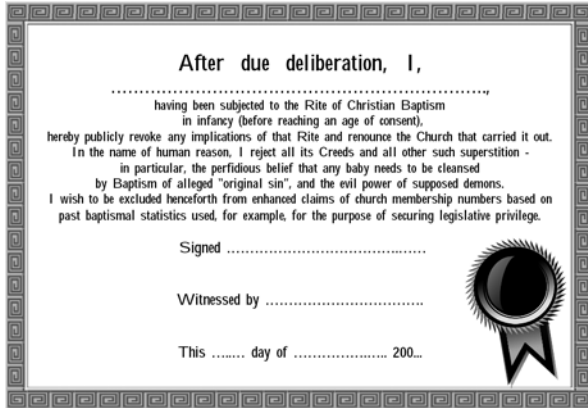 After due deliberation, I,
.......................................................................,
having been subjected to the Rite of Christian Baptism
in infancy (before reaching an age of consent),
hereby publicly revoke any implications of that Rite and renounce the Church that carried it out.
In the name of human reason, I reject all its Creeds and all other such superstition -
in particular, the perfidious belief that any baby needs to be cleansed
by Baptism of alleged "original sin", and the evil power of supposed demons.
I wish to be excluded henceforth from enhanced claims of church membership numbers based on
past baptismal statistics used, for example, for the purpose of securing legislative privilege.
Signed ..........................................
Witnessed by .................................
This ........ day of ..................... 200...